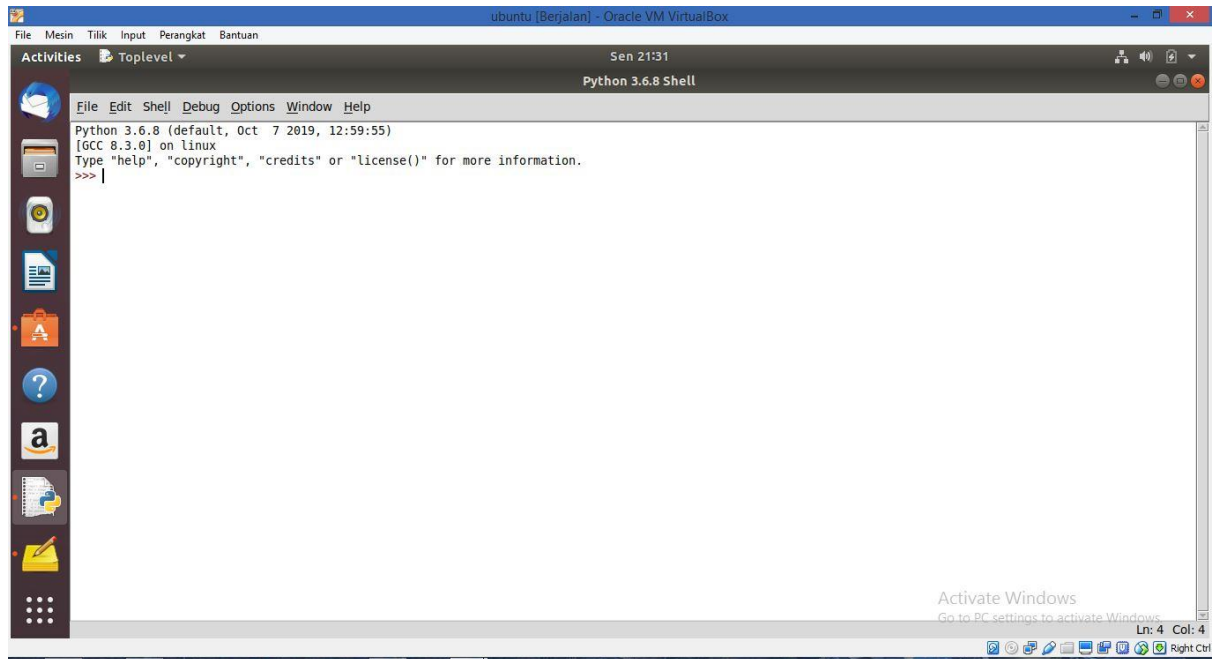 ubuntu [Berjalan] - Oracle VM VirtualBox
File Mesin Tilik Input Perangkat Bantuan
Activities Toplevel Sen 21:31
Python 3.6.8 Shell
File Edit Shell Debug Options Window Help
Python 3.6.8 (default, Oct  7 2019, 12:59:55)
[GCC 8.3.0] on linux
Type "help", "copyright", "credits" or "license()" for more information.
>>>
a
Activate Windows
Go to PC settings to activate Windows.
Ln: 4 Col: 4
Right Ctrl